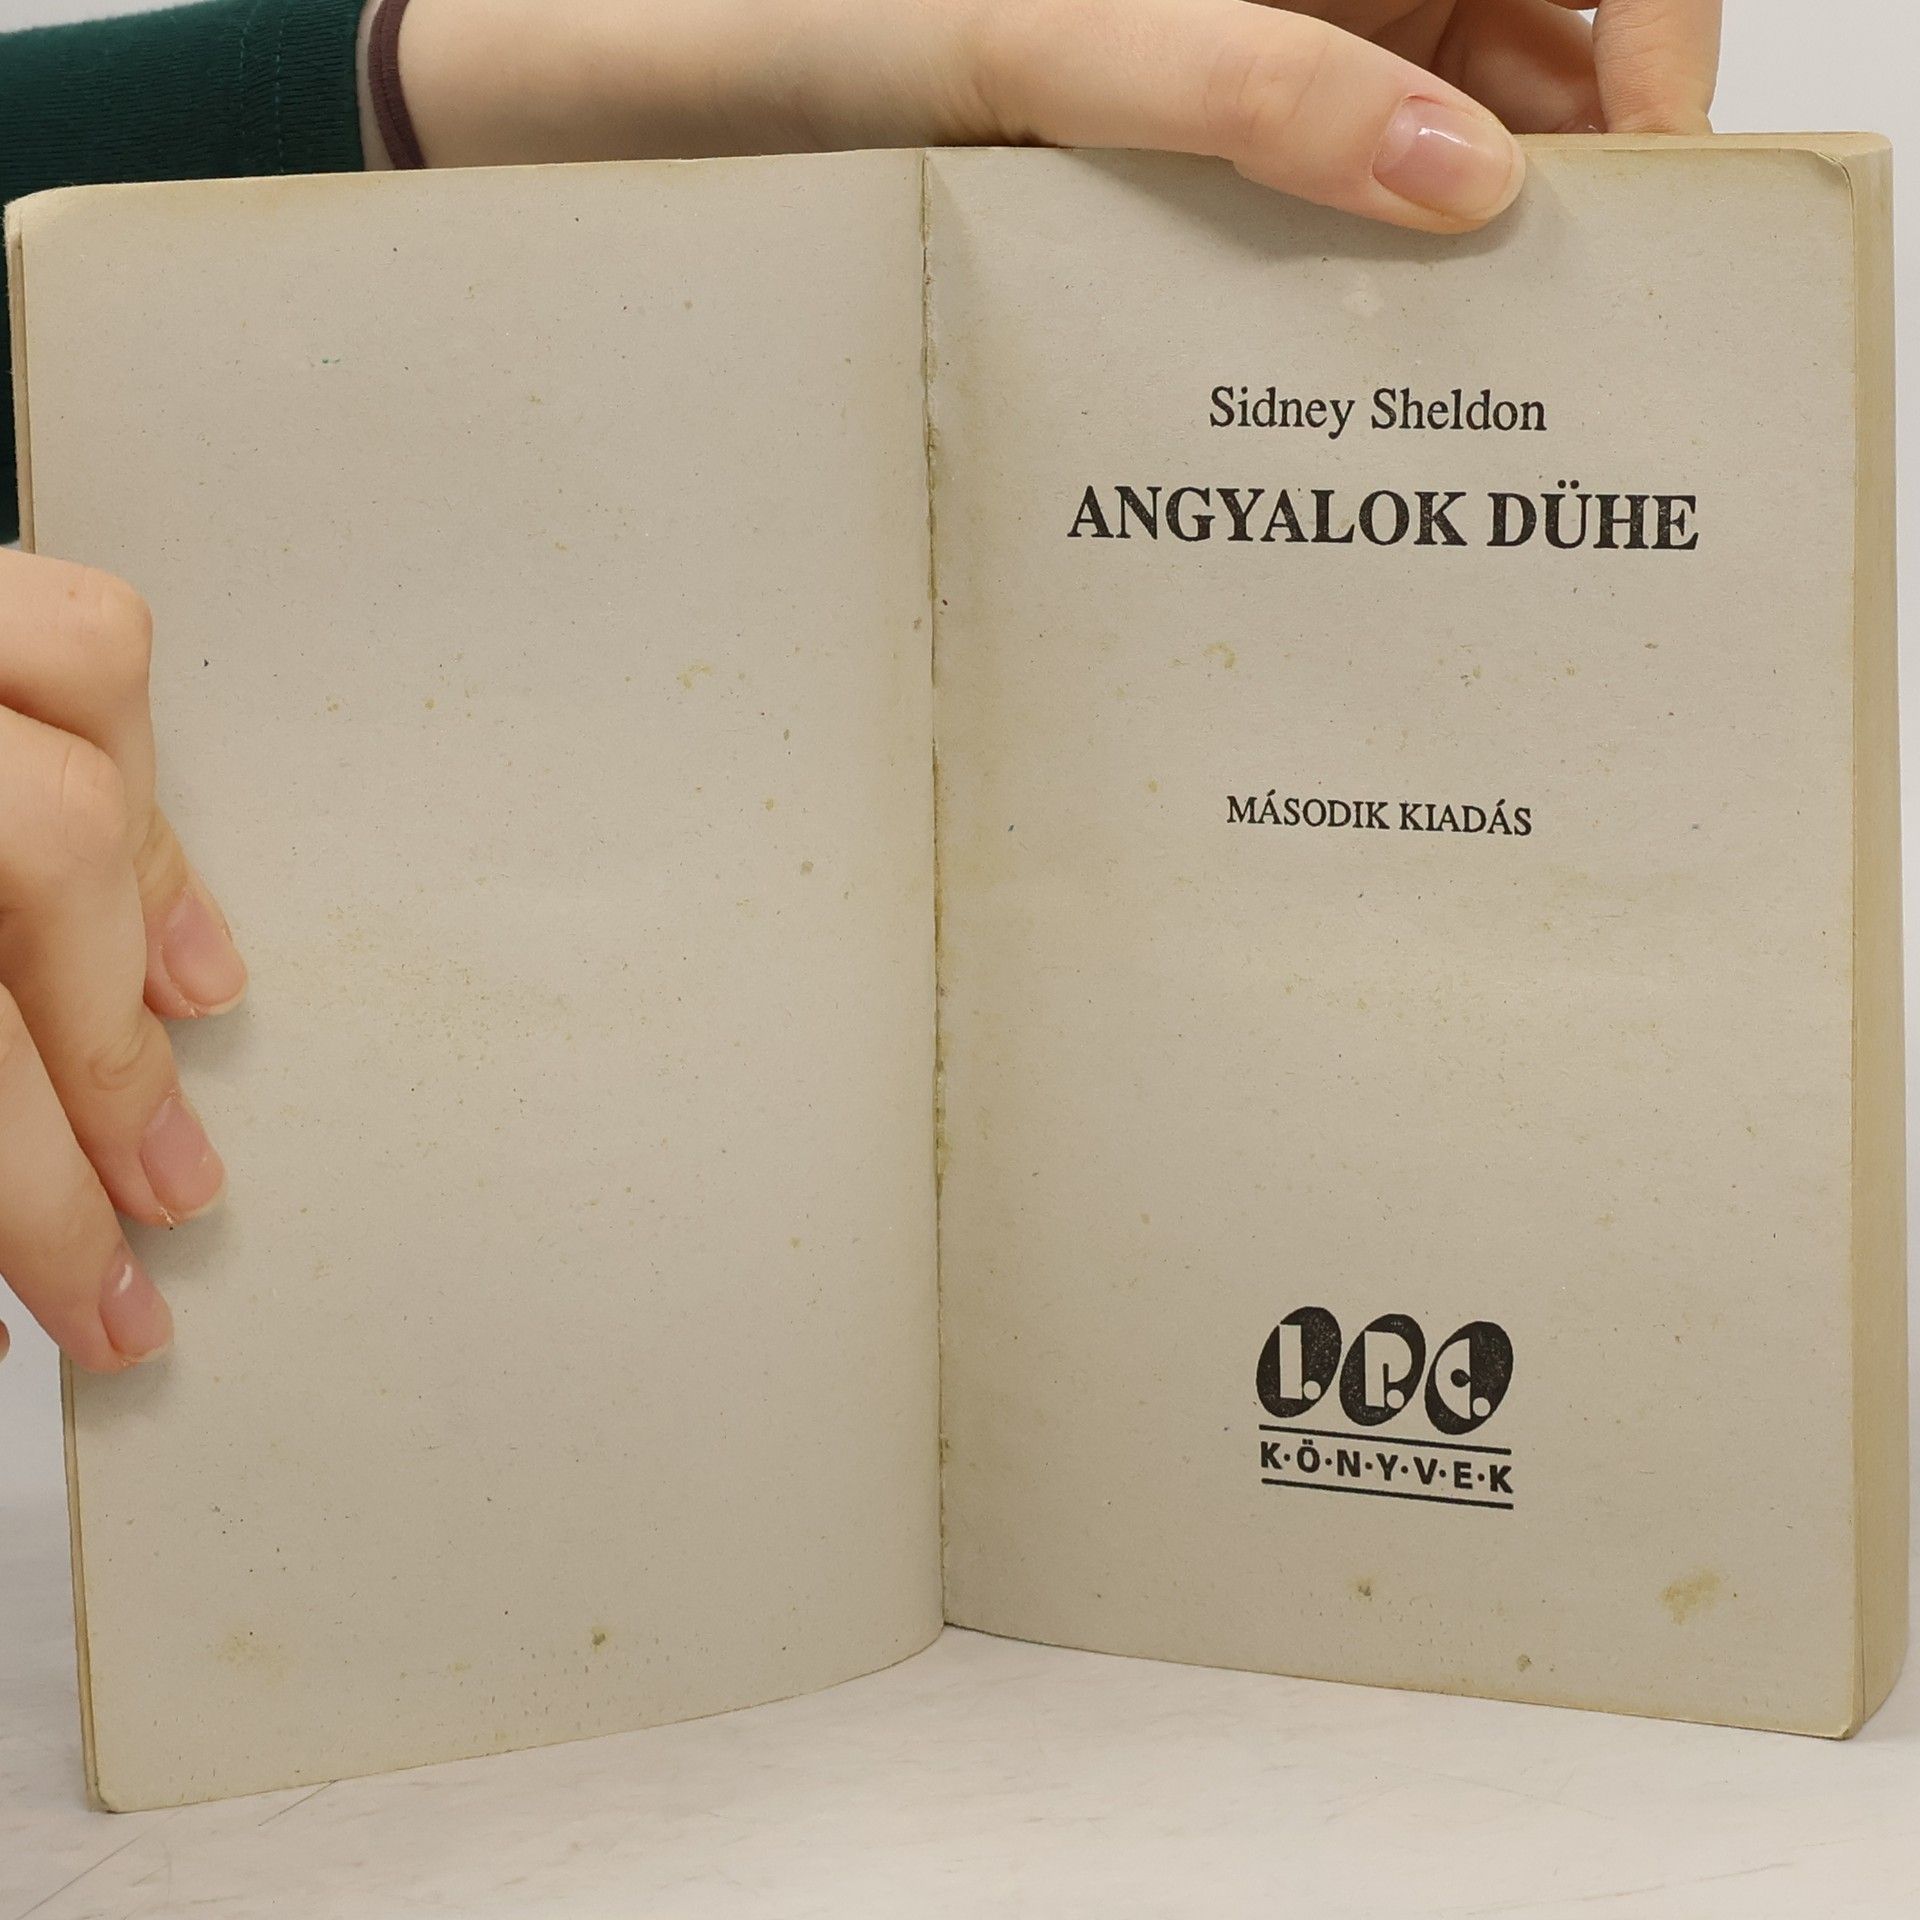 Sidney Sheldon
ANGYALOK DÜHE
MÁSODIK KIADÁS
I.P.C.
K·Ö·N·Y·V·E·K